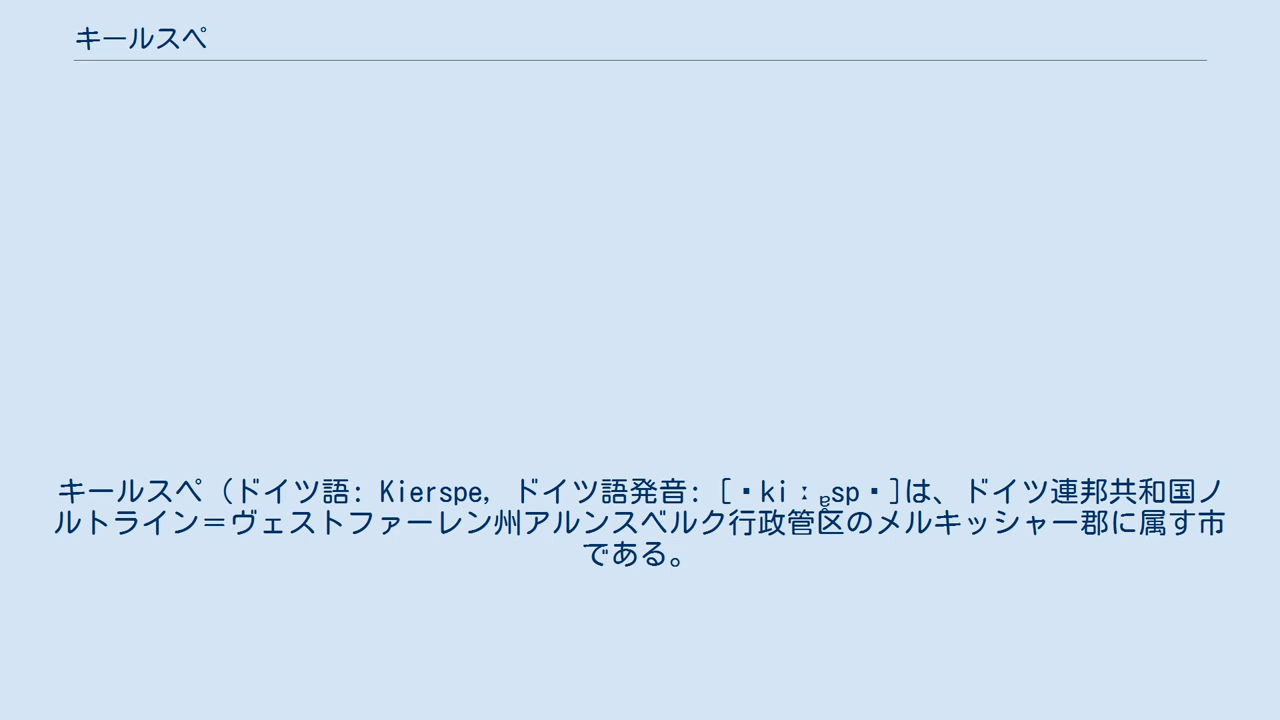 キールスペ
キールスペ（ドイツ語: Kierspe, ドイツ語発音: [･kiːɐ̯sp･]は、ドイツ連邦共和国ノ
ルトライン＝ヴェストファーレン州アルンスベルク行政管区のメルキッシャー郡に属す市
である。